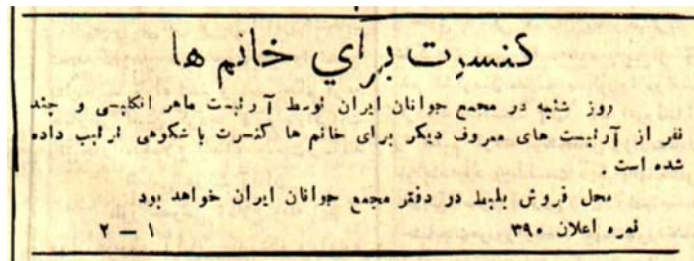 کنسرت برای خانم ها
روز شنبه در مجمع جوانان ایران توسط آرتیست ماهر انگلیسی و چند
نفر از آرتیست های معروف دیگر برای خانم ها کنسرت با شکوهی ترتیب داده
شده است .
محل فروش بلیط در دفتر مجمع جوانان ایران خواهد بود
نمره اعلان ۳۹۰ ۱ — ۲